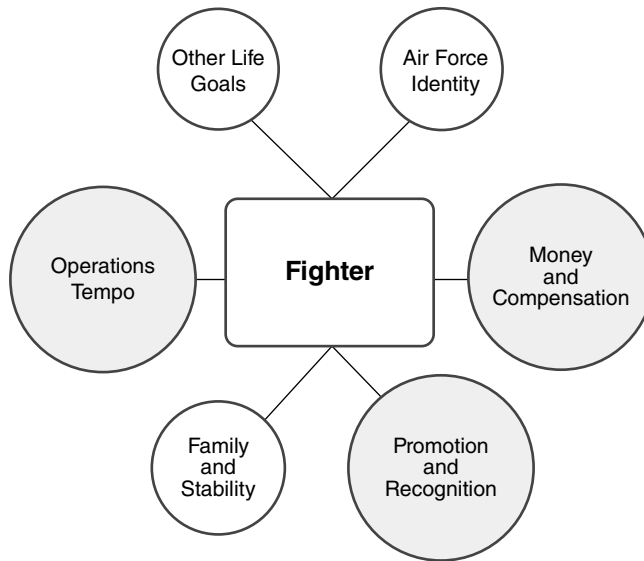 Other Life
Goals
Air Force
Identity
Operations
Tempo
Fighter
Money
and
Compensation
Family
and
Stability
Promotion
and
Recognition